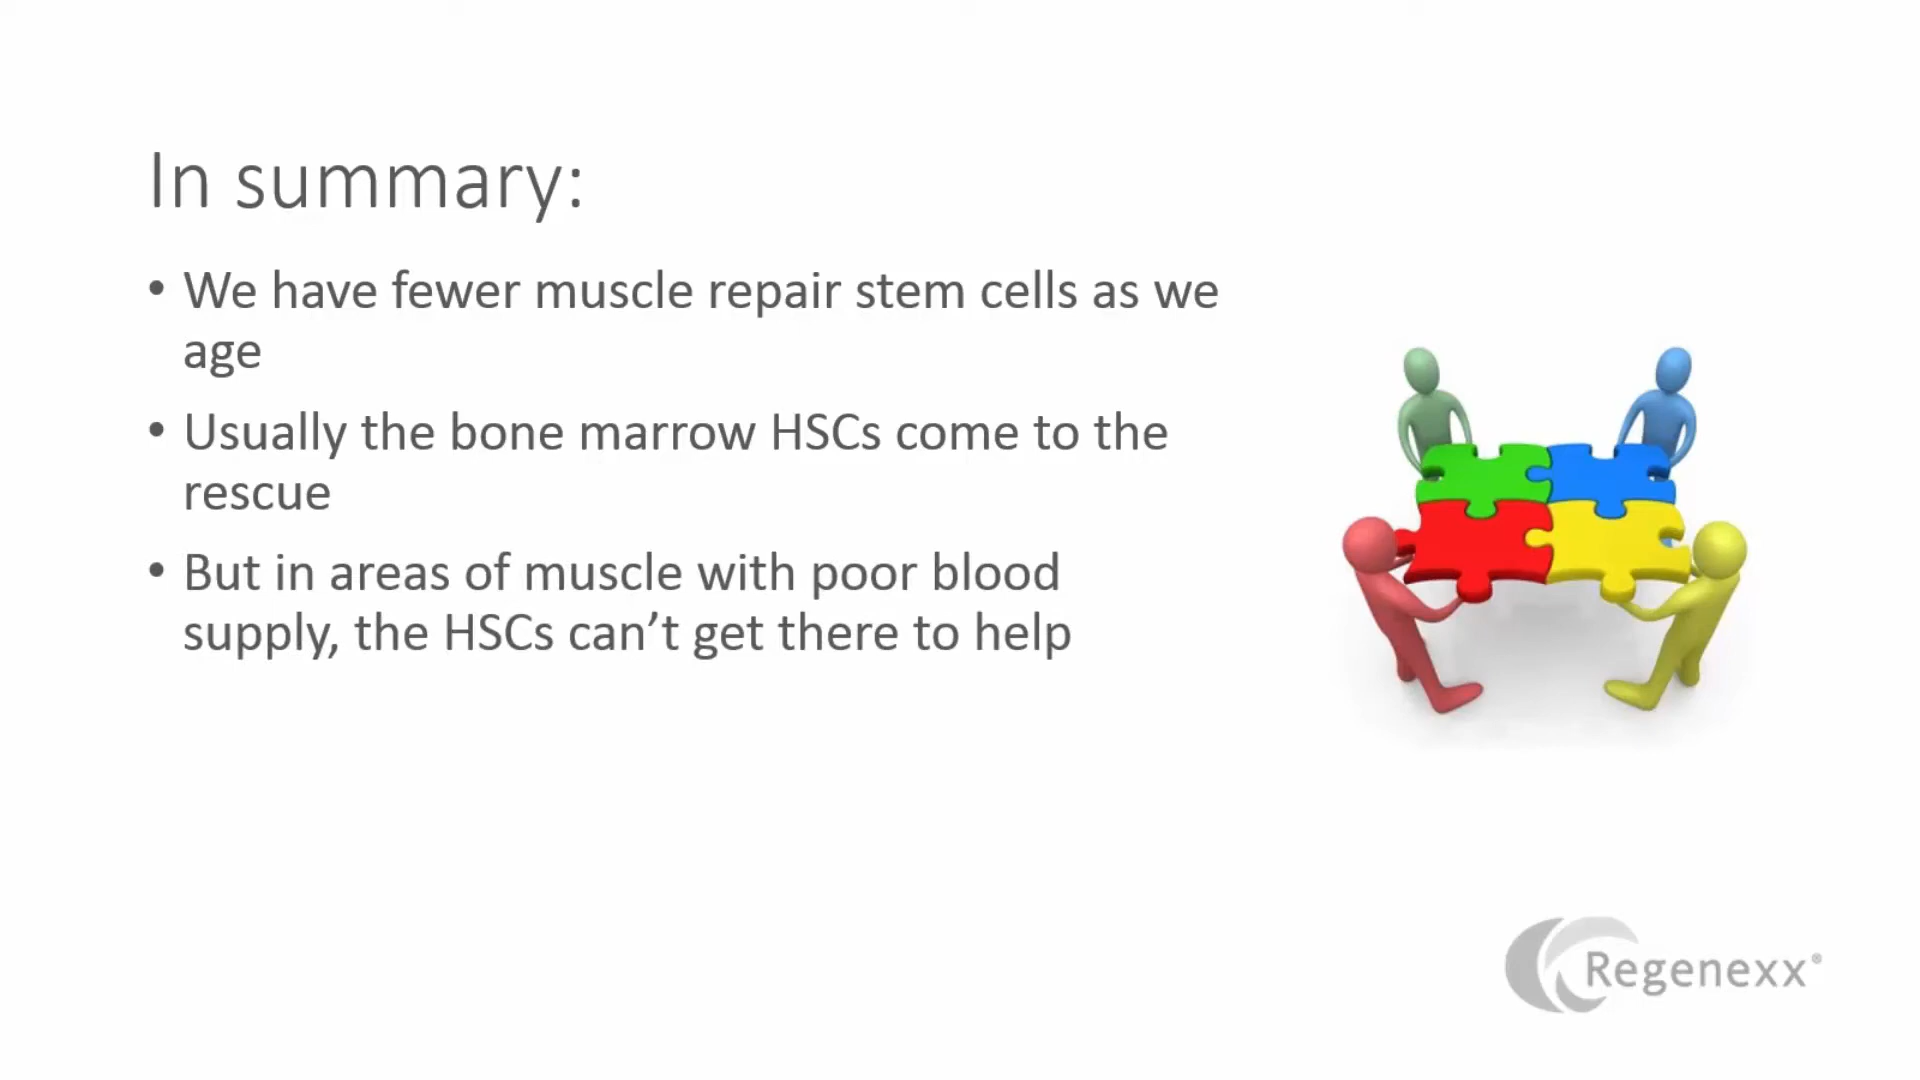 In summary:
• We have fewer muscle repair stem cells as we
age
• Usually the bone marrow HSCs come to the
rescue
• But in areas of muscle with poor blood
supply, the HSCs can’t get there to help
Regenexx®